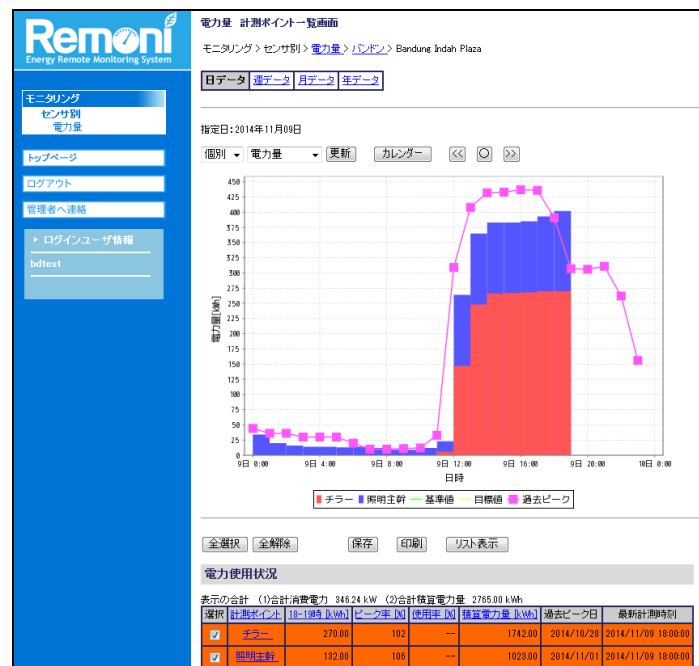 Remoni
Energy Remote Monitoring System
モニタリング
センサ別
電力量
トップページ
ログアウト
管理者へ連絡
▶ ログインユーザ情報
bdtest
電力量 計測ポイント一覧画面
モニタリング > センサ別 > 電力量 > バンドン > Bandung Indah Plaza
日データ 週データ 月データ 年データ
指定日:2014年11月09日
個別 電力量 更新 カレンダー << ○ >>
450
425
400
375
350
325
300
275
250
225
200
175
150
125
100
75
50
25
0
電力量[kWh]
9日 0:00 9日 4:00 9日 8:00 9日 12:00 9日 16:00 9日 20:00 10日 0:00
日時
チラー 照明主幹 基準値 目標値 過去ピーク
全選択 全解除 保存 印刷 リスト表示
電力使用状況
表示の合計 (1)合計消費電力 346.24 kW (2)合計積算電力量 2765.00 kWh
選択 計測ポイント 18-19時 [kWh] ピーク率 [%] 使用率 [%] 積算電力量 [kWh] 過去ピーク日 最新計測時刻
チラー 270.00 102 -- 1742.00 2014/10/28 2014/11/09 18:00:00
照明主幹 132.00 106 -- 1023.00 2014/11/01 2014/11/09 18:00:00